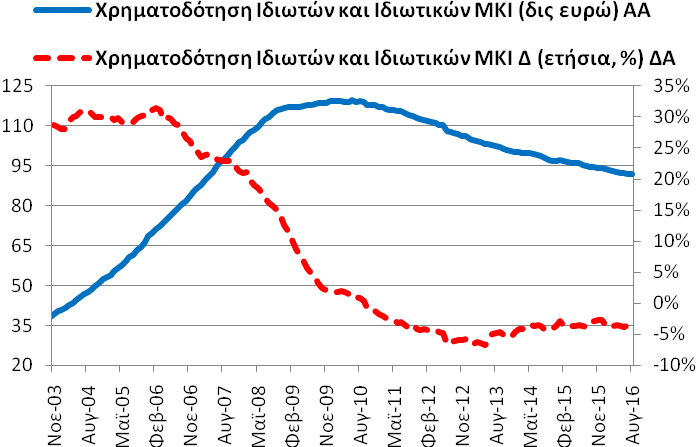 Χρηματοδότηση Ιδιωτών και Ιδιωτικών ΜΚΙ (δις ευρώ) ΑΑ
Χρηματοδότηση Ιδιωτών και Ιδιωτικών ΜΚΙ Δ (ετήσια, %) ΔΑ
125
110
95
80
65
50
35
20
35%
30%
25%
20%
15%
10%
5%
0%
-5%
-10%
Νοε-03
Αυγ-04
Μαϊ-05
Φεβ-06
Νοε-06
Αυγ-07
Μαϊ-08
Φεβ-09
Νοε-09
Αυγ-10
Μαϊ-11
Φεβ-12
Νοε-12
Αυγ-13
Μαϊ-14
Φεβ-15
Νοε-15
Αυγ-16